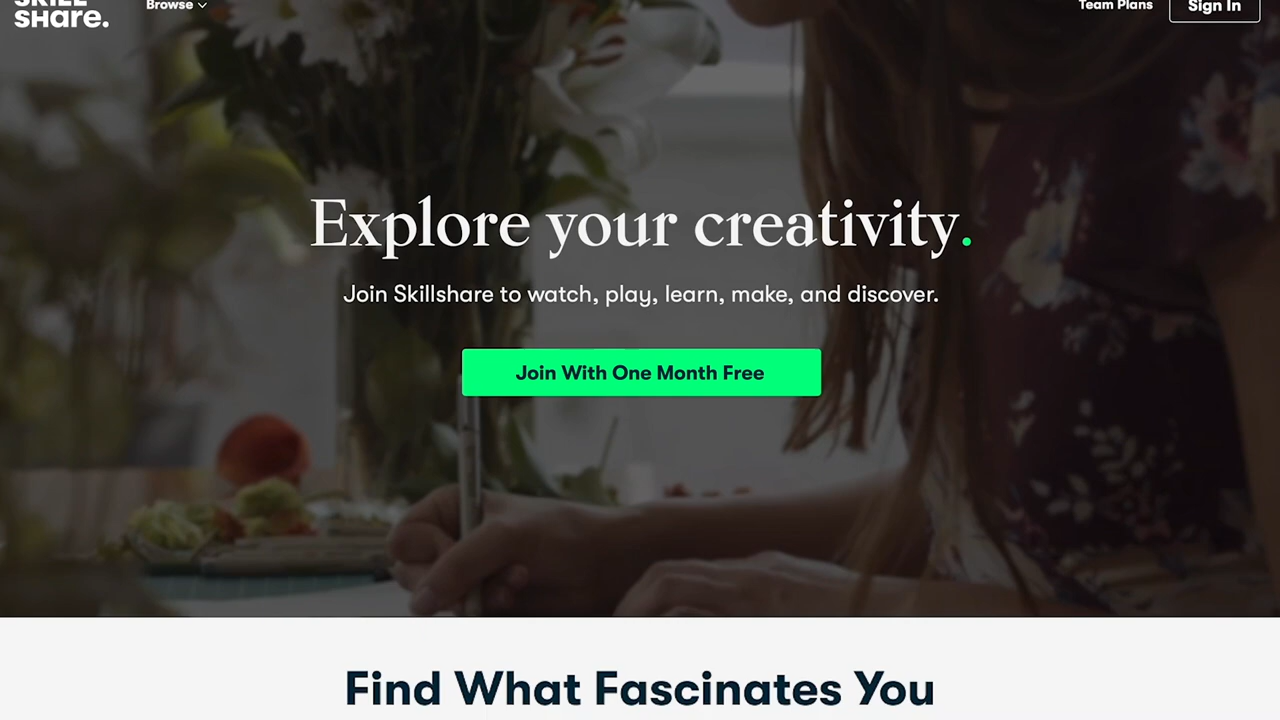 SKILL
SHare.
Browse
Team Plans
Sign In
Explore your creativity.
Join Skillshare to watch, play, learn, make, and discover.
Join With One Month Free
Find What Fascinates You